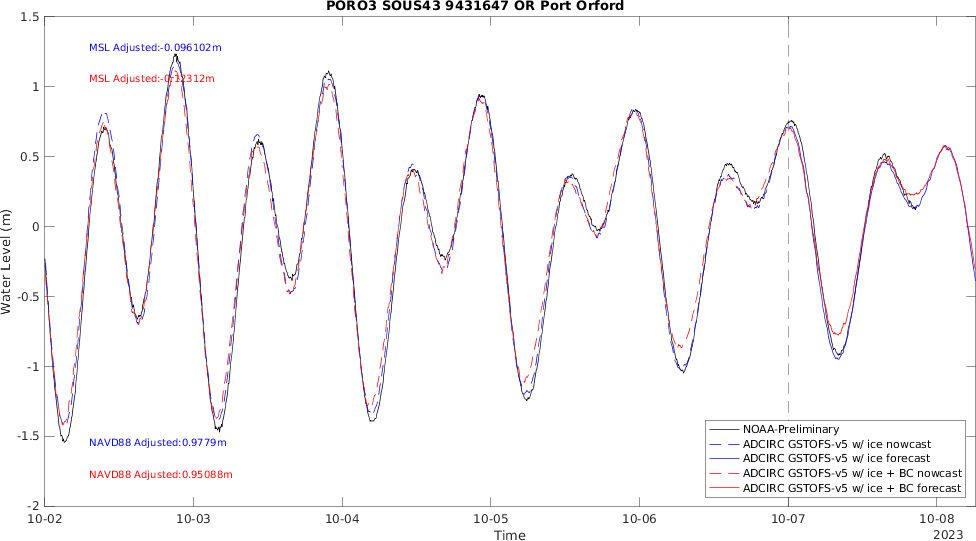 PORO3 SOUS43 9431647 OR Port Orford
MSL Adjusted:-0.096102m
MSL Adjusted:-0.12312m
NAVD88 Adjusted:0.9779m
NAVD88 Adjusted:0.95088m
Water Level (m)
1.5
1
0.5
0
-0.5
-1
-1.5
-2
NOAA-Preliminary
ADCIRC GSTOFS-v5 w/ ice nowcast
ADCIRC GSTOFS-v5 w/ ice forecast
ADCIRC GSTOFS-v5 w/ ice + BC nowcast
ADCIRC GSTOFS-v5 w/ ice + BC forecast
10-02 10-03 10-04 10-05 10-06 10-07 10-08
Time
2023